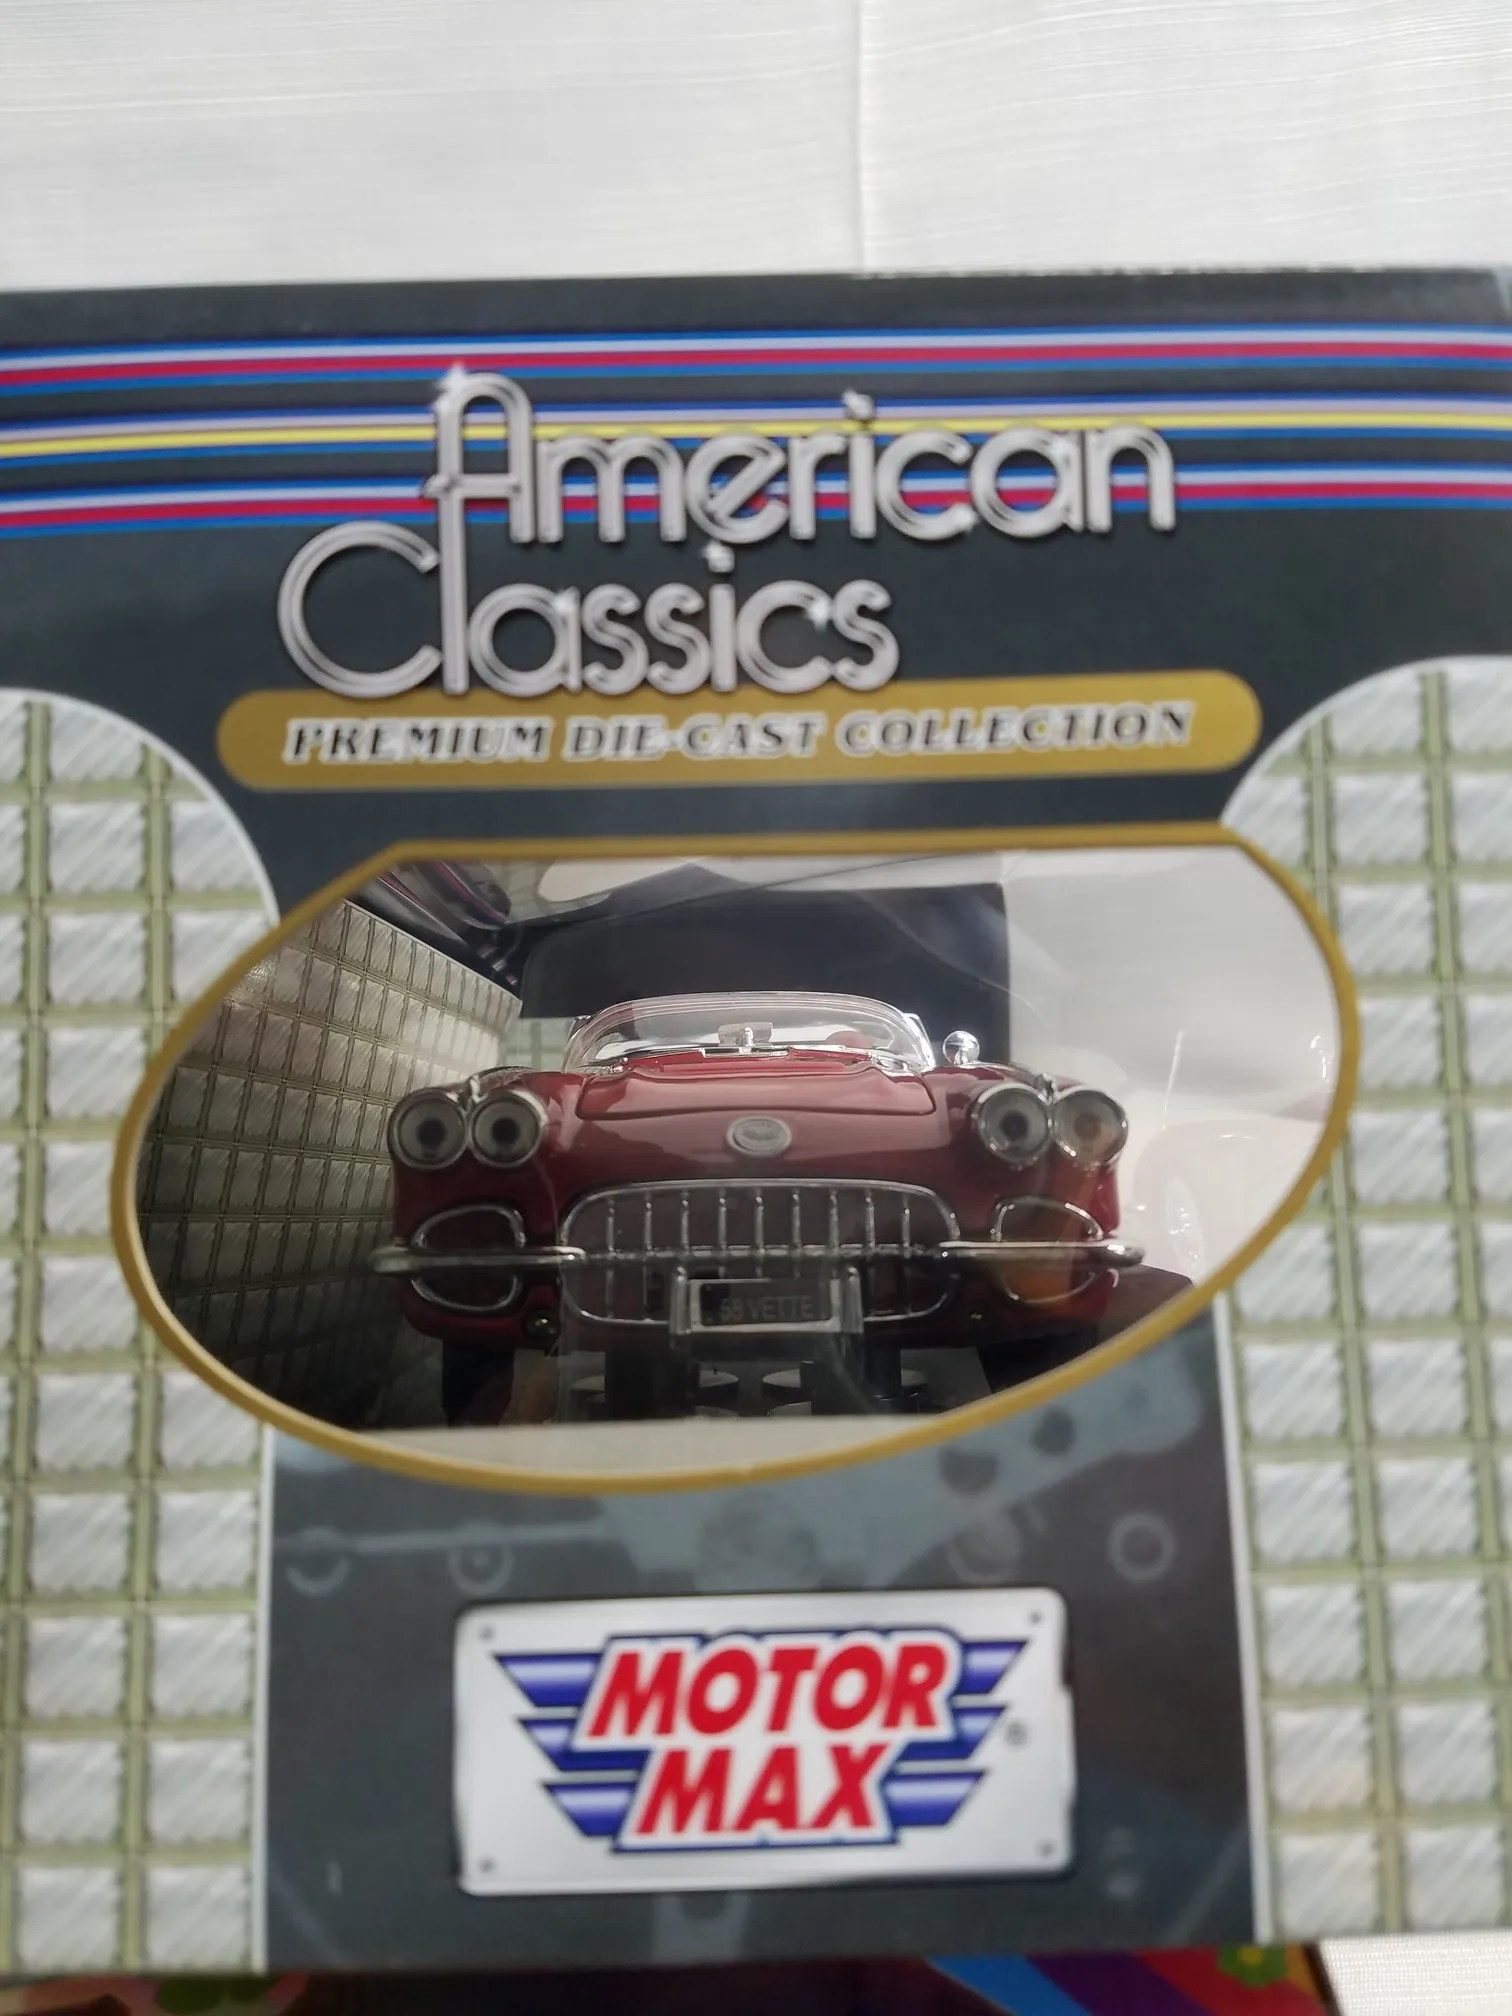 American
Classics
PREMIUM DIE-CAST COLLECTION
58 VETTE
MOTOR
MAX
®